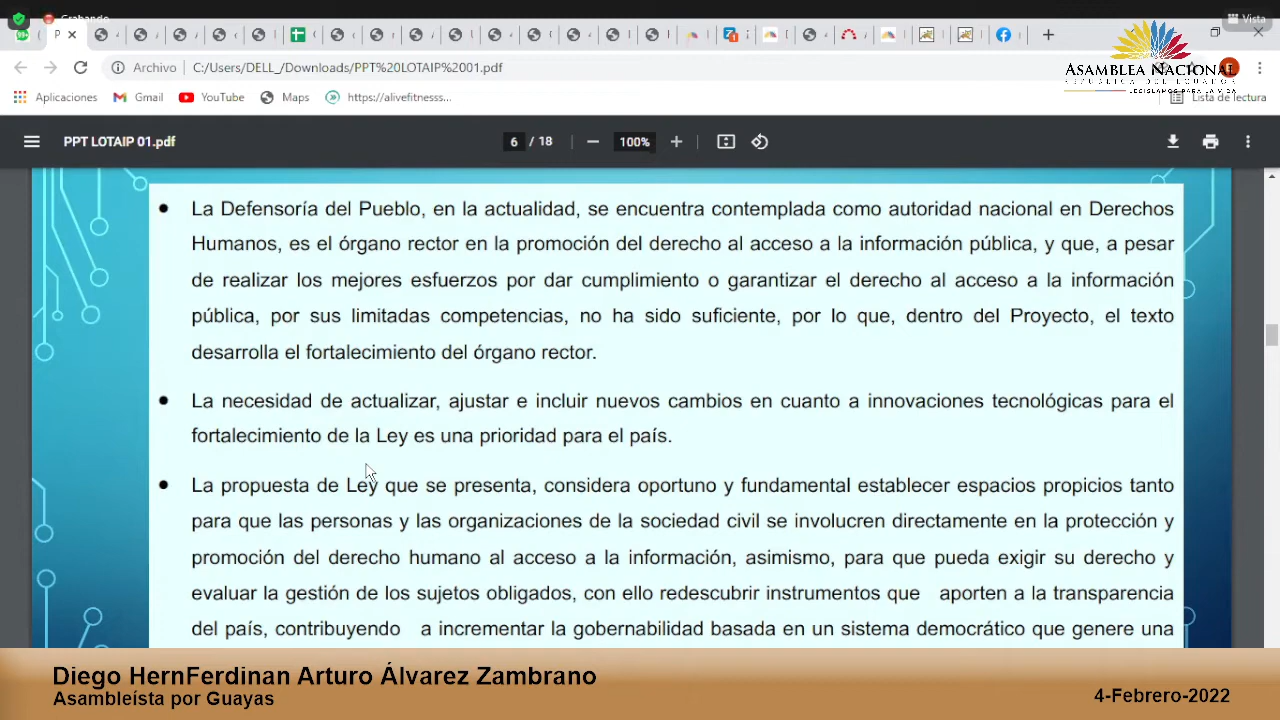 Grabando
Vista
ASAMBLEA NACIONAL
REPÚBLICA DEL ECUADOR
LEGISLAMOS PARA LA VIDA
Archivo
C:/Users/DELL_/Downloads/PPT%20LOTAIP%2001.pdf
Aplicaciones
Gmail
YouTube
Maps
https://alivefitnesss...
Lista de lectura
PPT LOTAIP 01.pdf
6 / 18
100%
• La Defensoría del Pueblo, en la actualidad, se encuentra contemplada como autoridad nacional en Derechos
Humanos, es el órgano rector en la promoción del derecho al acceso a la información pública, y que, a pesar
de realizar los mejores esfuerzos por dar cumplimiento o garantizar el derecho al acceso a la información
pública, por sus limitadas competencias, no ha sido suficiente, por lo que, dentro del Proyecto, el texto
desarrolla el fortalecimiento del órgano rector.
• La necesidad de actualizar, ajustar e incluir nuevos cambios en cuanto a innovaciones tecnológicas para el
fortalecimiento de la Ley es una prioridad para el país.
• La propuesta de Ley que se presenta, considera oportuno y fundamental establecer espacios propicios tanto
para que las personas y las organizaciones de la sociedad civil se involucren directamente en la protección y
promoción del derecho humano al acceso a la información, asimismo, para que pueda exigir su derecho y
evaluar la gestión de los sujetos obligados, con ello redescubrir instrumentos que aporten a la transparencia
del país, contribuyendo a incrementar la gobernabilidad basada en un sistema democrático que genere una
Diego HernFerdinan Arturo Álvarez Zambrano
Asambleísta por Guayas
4-Febrero-2022